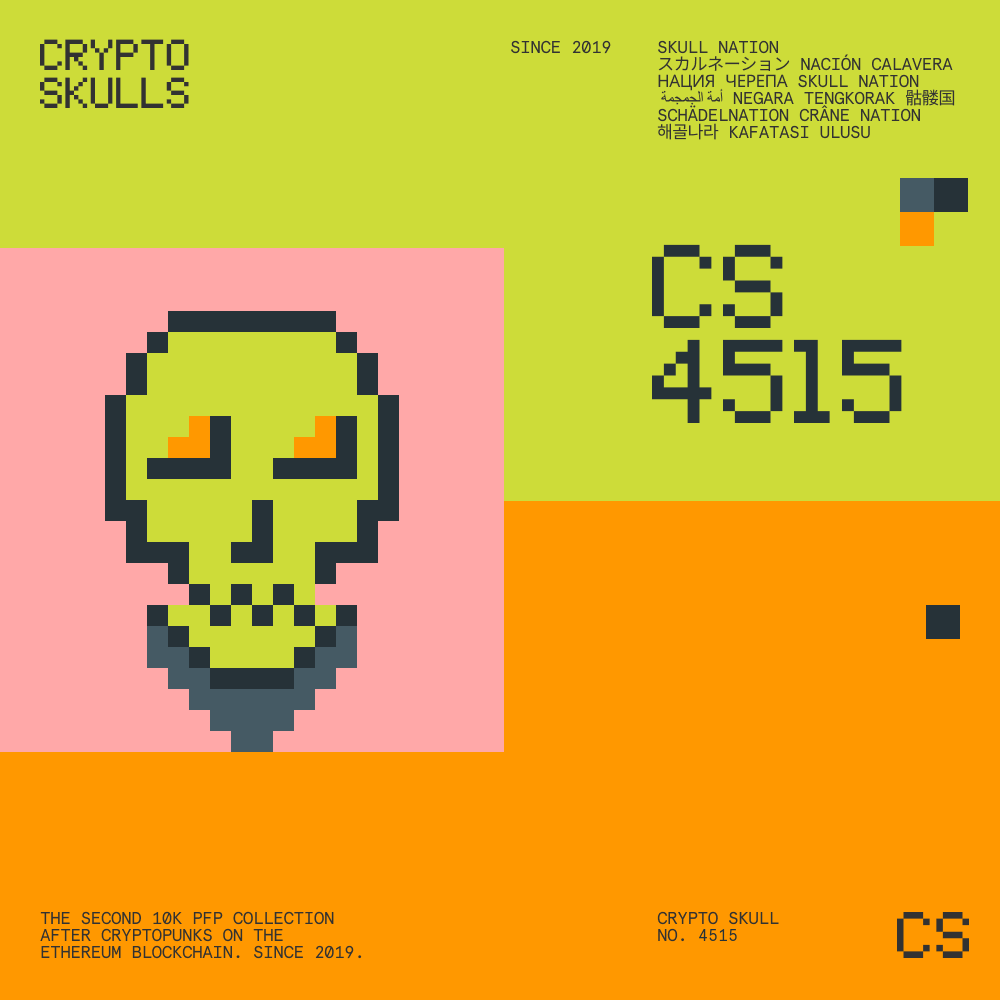 CRYPTO
SKULLS
SINCE 2019
SKULL NATION
スカルネーション NACIÓN CALAVERA
НАЦИЯ ЧЕРЕПА SKULL NATION
أمة الجمجمة NEGARA TENGKORAK 骷髅国
SCHÄDELNATION CRÂNE NATION
해골나라 KAFATASI ULUSU
CS
4515
THE SECOND 10K PFP COLLECTION
AFTER CRYPTOPUNKS ON THE
ETHEREUM BLOCKCHAIN. SINCE 2019.
CRYPTO SKULL
NO. 4515
CS